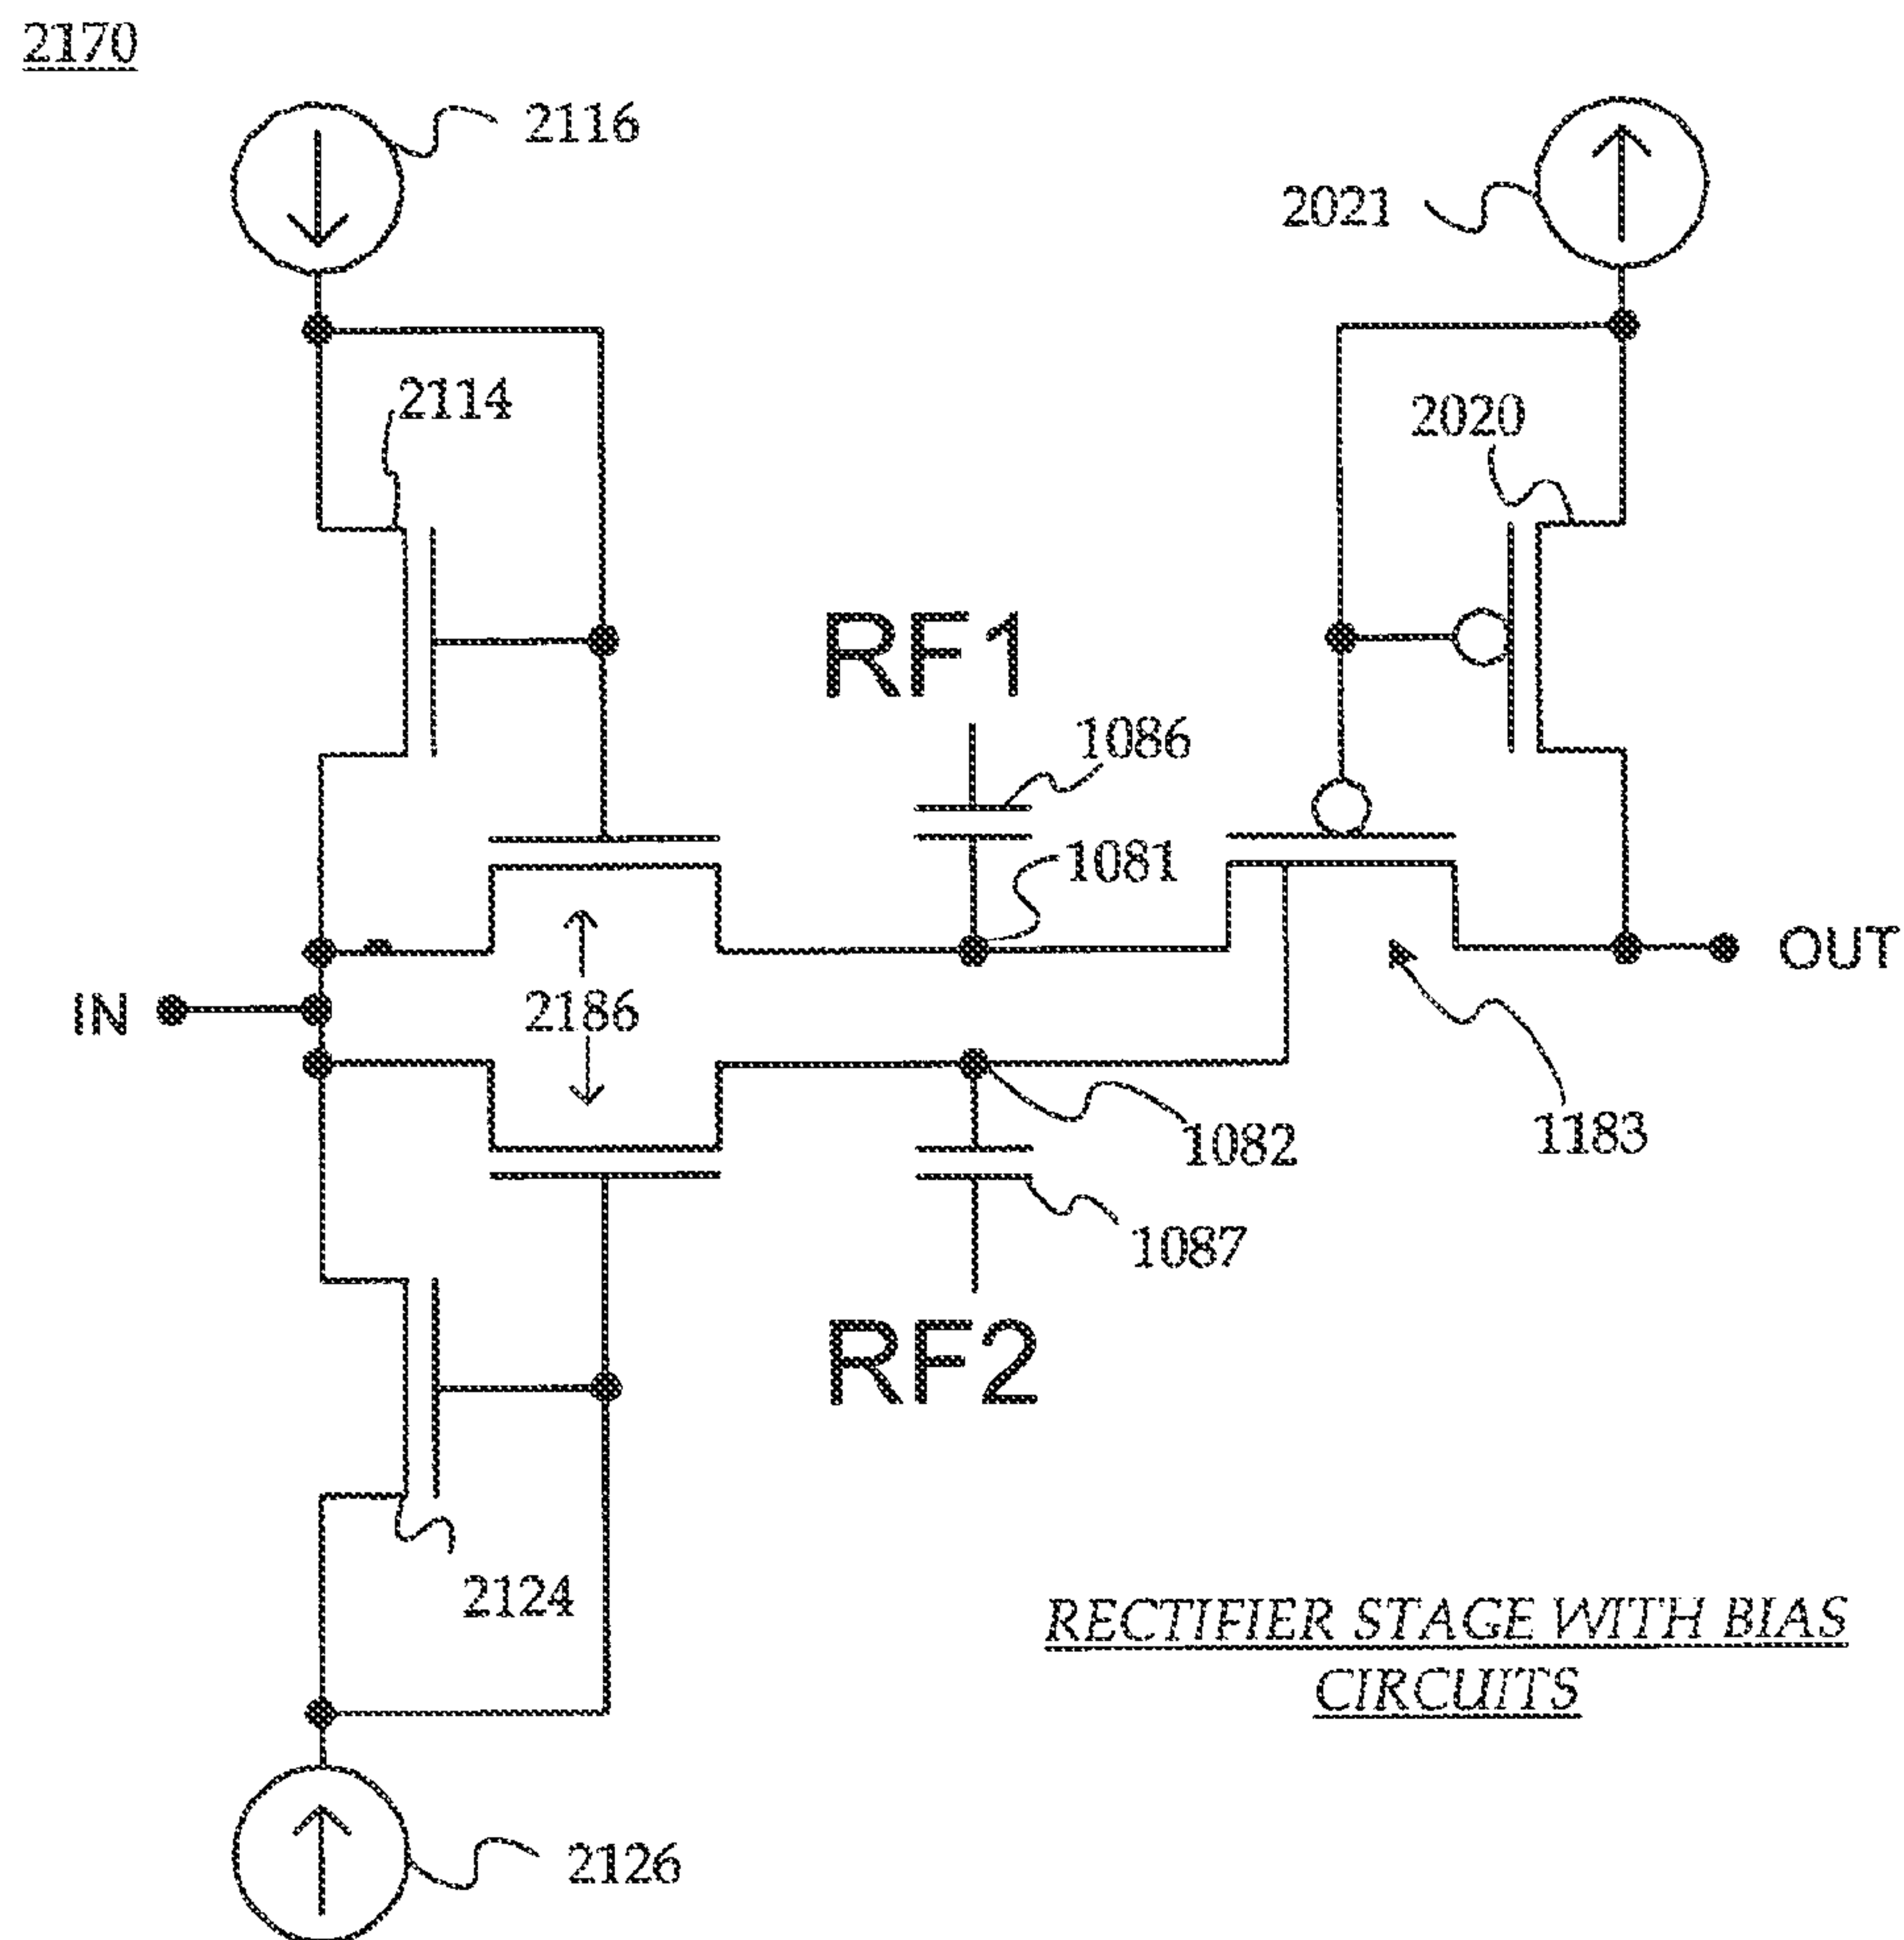 2170
2116
2021
2114
2020
RF1
1086
1081
IN
2186
OUT
1082
1183
1087
RF2
2124
RECTIFIER STAGE WITH BIAS
CIRCUITS
2126